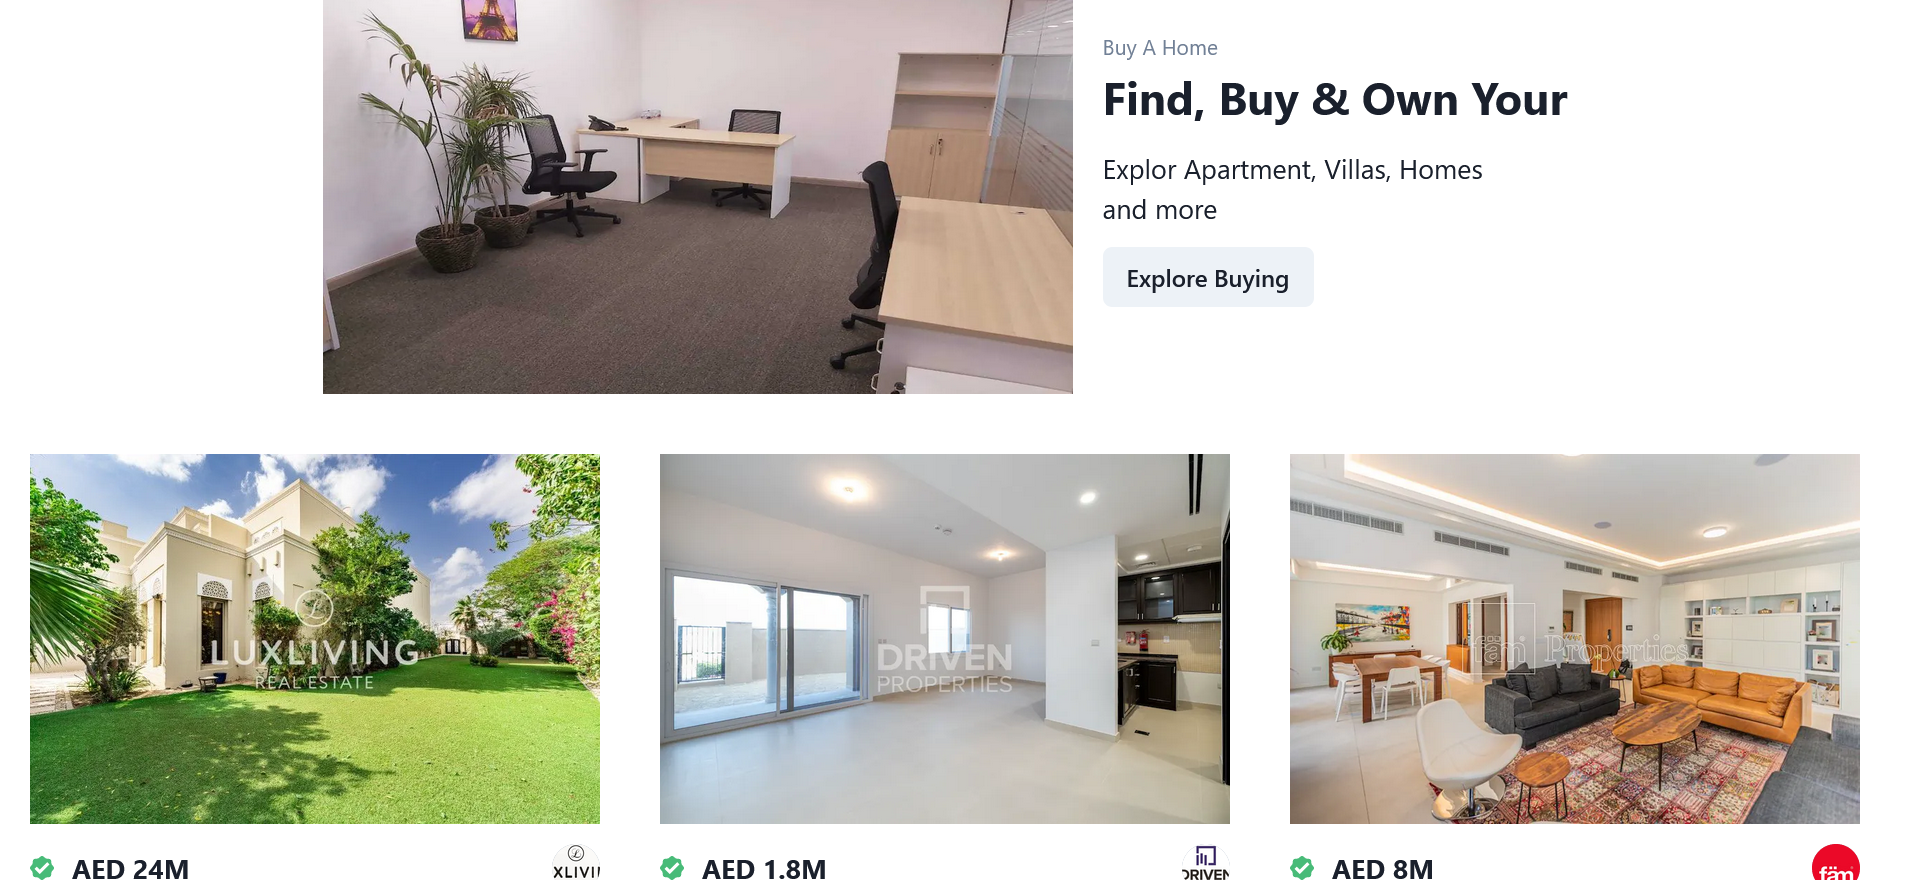 Buy A Home
Find, Buy & Own Your
Explor Apartment, Villas, Homes
and more
Explore Buying
LUXLIVING
REAL ESTATE
DRIVEN
PROPERTIES
fäm Properties
AED 24M
XLIVI
AED 1.8M
DRIVEN
AED 8M
fäm